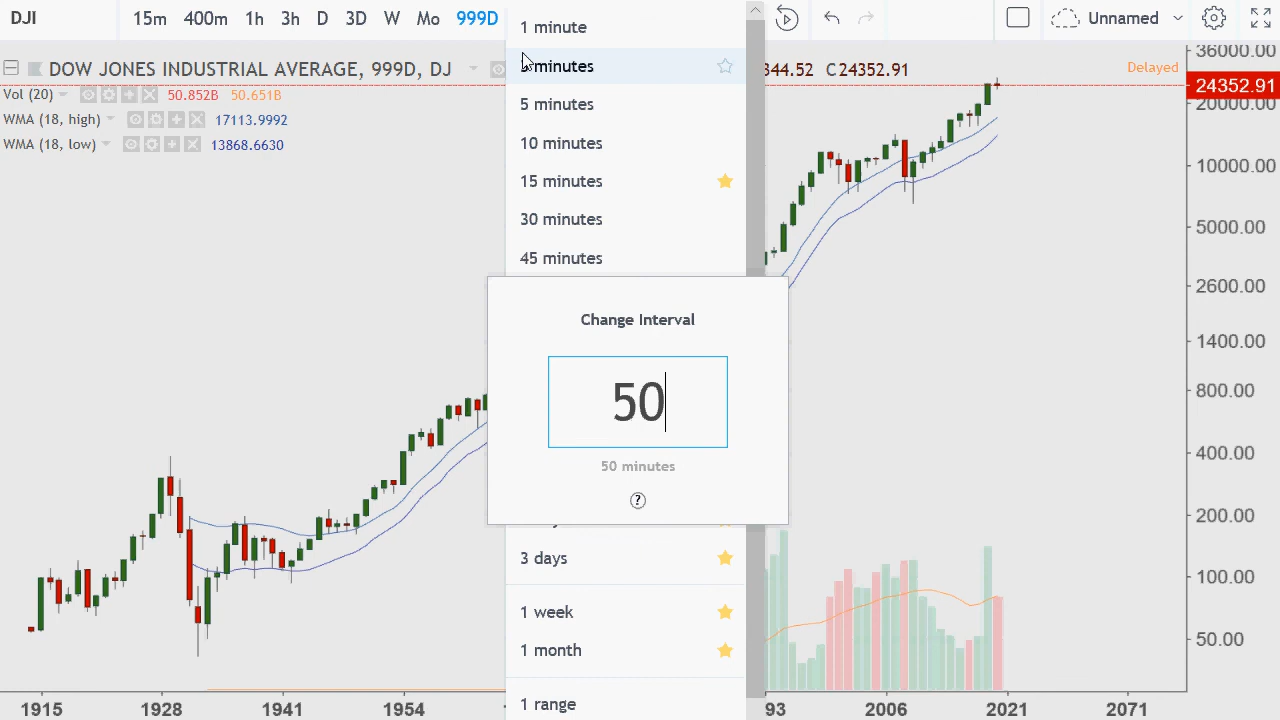 DJI 15m 400m 1h 3h D 3D W Mo 999D Unnamed
DOW JONES INDUSTRIAL AVERAGE, 999D, DJ
344.52 C24352.91
Delayed
Vol (20) 50.852B 50.651B
WMA (18, high) 17113.9992
WMA (18, low) 13868.6630
1 minute
minutes
5 minutes
10 minutes
15 minutes
30 minutes
45 minutes
Change Interval
50
50 minutes
?
3 days
1 week
1 month
1 range
36000.00
24352.91
20000.00
10000.00
5000.00
2600.00
1400.00
800.00
400.00
200.00
100.00
50.00
1915 1928 1941 1954 93 2006 2021 2071